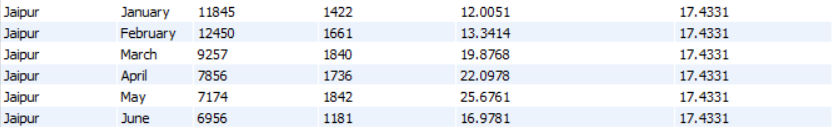 Jaipur January 11845 1422 12.0051 17.4331
Jaipur February 12450 1661 13.3414 17.4331
Jaipur March 9257 1840 19.8768 17.4331
Jaipur April 7856 1736 22.0978 17.4331
Jaipur May 7174 1842 25.6761 17.4331
Jaipur June 6956 1181 16.9781 17.4331